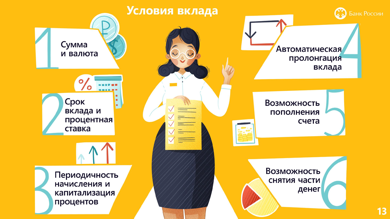 Условия вклада
Банк России
1
Сумма
и валюта
2
Срок
вклада и
процентная
ставка
3
Периодичность
начисления и
капитализация
процентов
4
Автоматическая
пролонгация
вклада
5
Возможность
пополнения
счета
6
Возможность
снятия части
денег
13